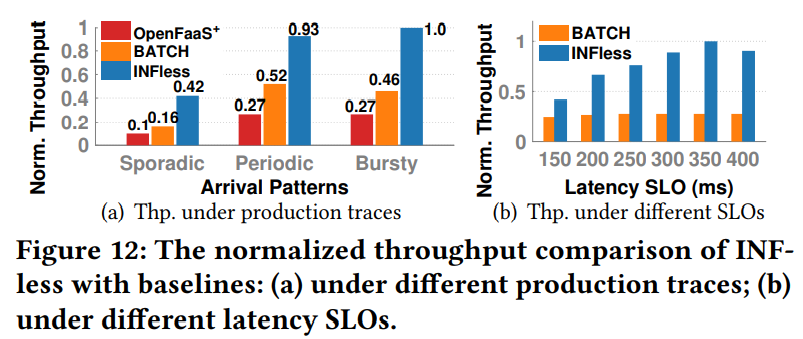 Norm. Throughput
1
0.8
0.6
0.4
0.2
0
OpenFaaS+
BATCH
INFless
0.1
0.16
0.42
0.27
0.52
0.93
0.27
0.46
1.0
Sporadic Periodic Bursty
Arrival Patterns
(a) Thp. under production traces
Norm. Throughput
1
0.5
0
BATCH
INFless
150 200 250 300 350 400
Latency SLO (ms)
(b) Thp. under different SLOs
Figure 12: The normalized throughput comparison of INF-
less with baselines: (a) under different production traces; (b)
under different latency SLOs.